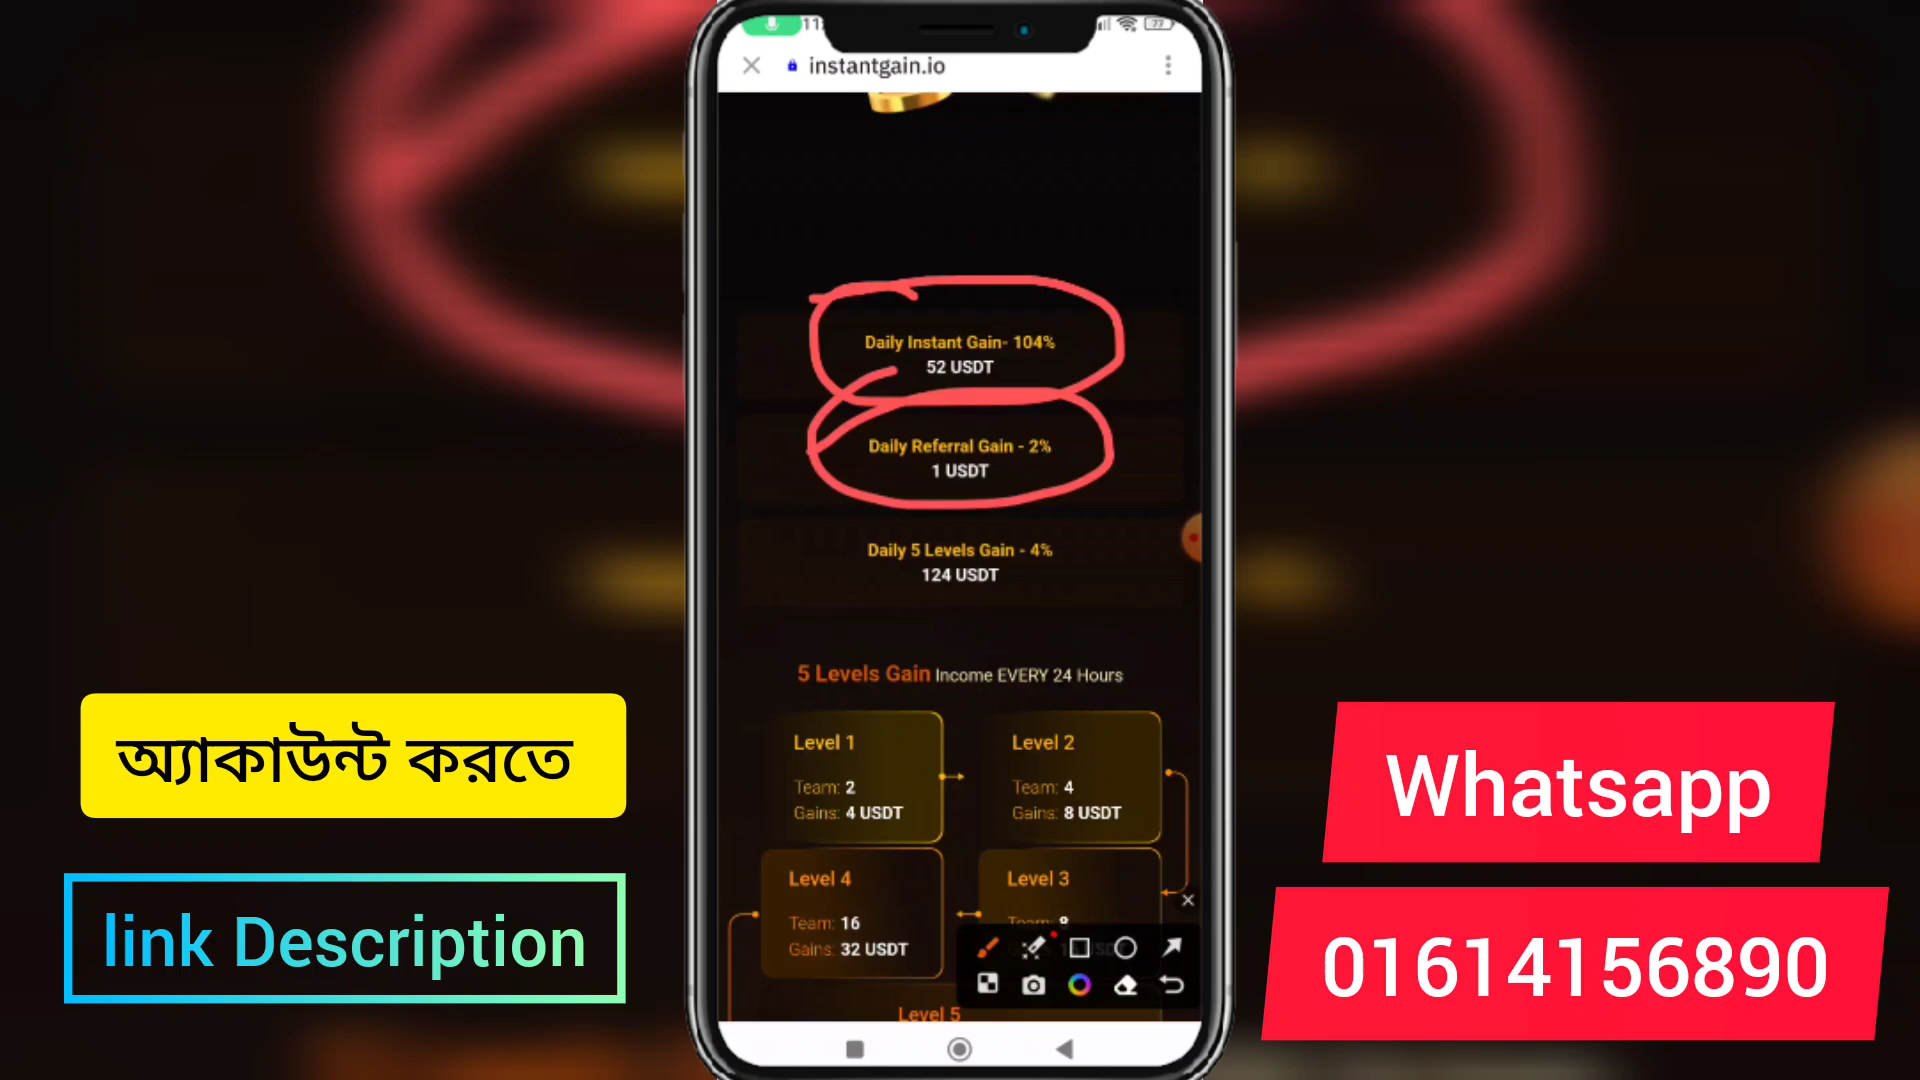 instantgain.io
Daily Instant Gain- 104%
52 USDT
Daily Referral Gain - 2%
1 USDT
Daily 5 Levels Gain - 4%
124 USDT
5 Levels Gain Income EVERY 24 Hours
Level 1
Team: 2
Gains: 4 USDT
Level 2
Team: 4
Gains: 8 USDT
Level 4
Team: 16
Gains: 32 USDT
Level 3
Team: 8
Level 5
অ্যাকাউন্ট করতে
link Description
Whatsapp
01614156890